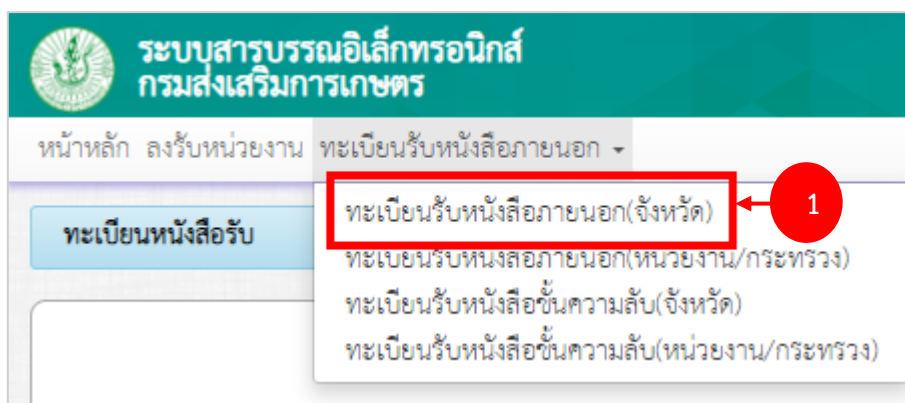 ระบบสารบรรณอิเล็กทรอนิกส์
กรมส่งเสริมการเกษตร
หน้าหลัก ลงรับหน่วยงาน ทะเบียนรับหนังสือภายนอก
ทะเบียนหนังสือรับ
ทะเบียนรับหนังสือภายนอก(จังหวัด)
1
ทะเบียนรับหนังสือภายนอก(หน่วยงาน/กระทรวง)
ทะเบียนรับหนังสือชั้นความลับ(จังหวัด)
ทะเบียนรับหนังสือชั้นความลับ(หน่วยงาน/กระทรวง)